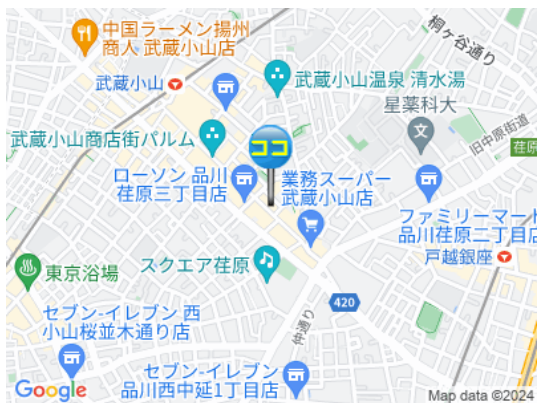 中国ラーメン揚州
商人 武蔵小山店
桐ヶ谷通り
武蔵小山
武蔵小山温泉 清水湯
星薬科大
武蔵小山商店街パルム
ココ
旧中原街道
荏原
ローソン 品川
荏原三丁目店
業務スーパー
武蔵小山店
ファミリーマート
品川荏原二丁目店
戸越銀座
スクエア荏原
東京浴場
420
仲通り
セブン-イレブン 西
小山桜並木通り店
セブン-イレブン
品川西中延1丁目店
Google
Map data ©2024